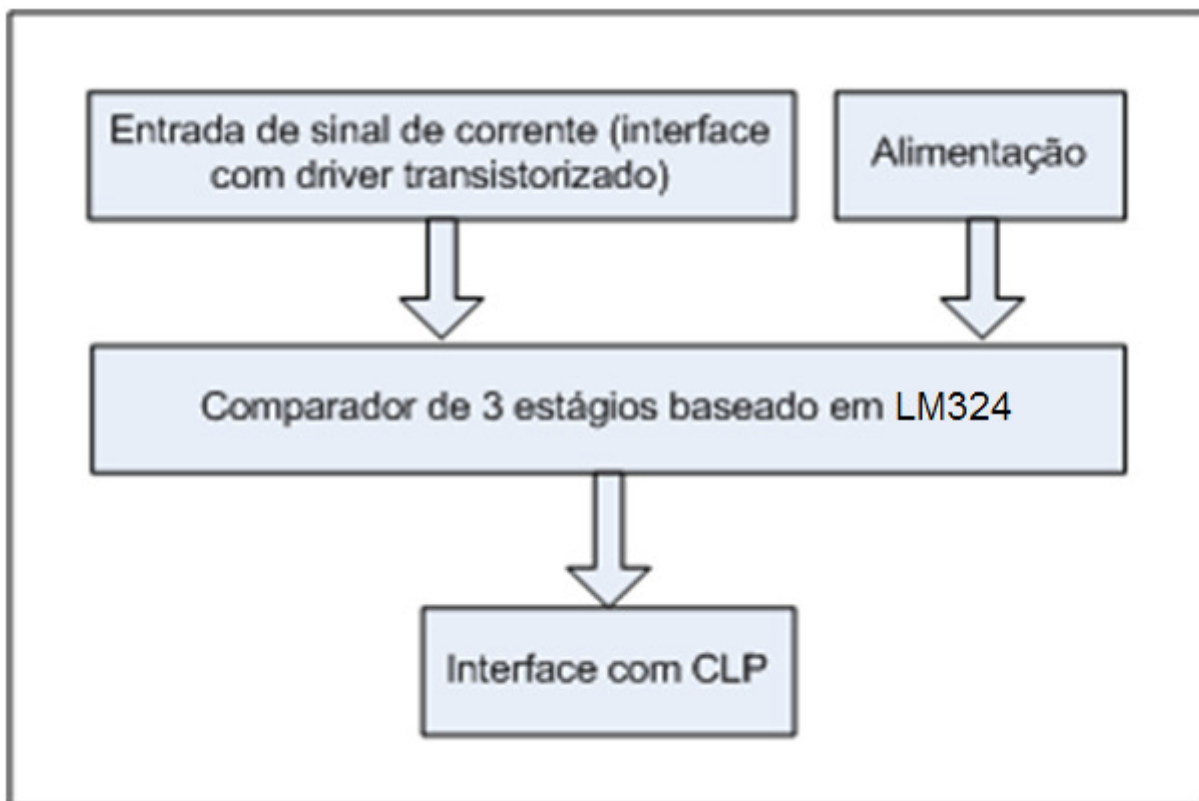 Entrada de sinal de corrente (interface
com driver transistorizado)
Alimentação
Comparador de 3 estágios baseado em LM324
Interface com CLP